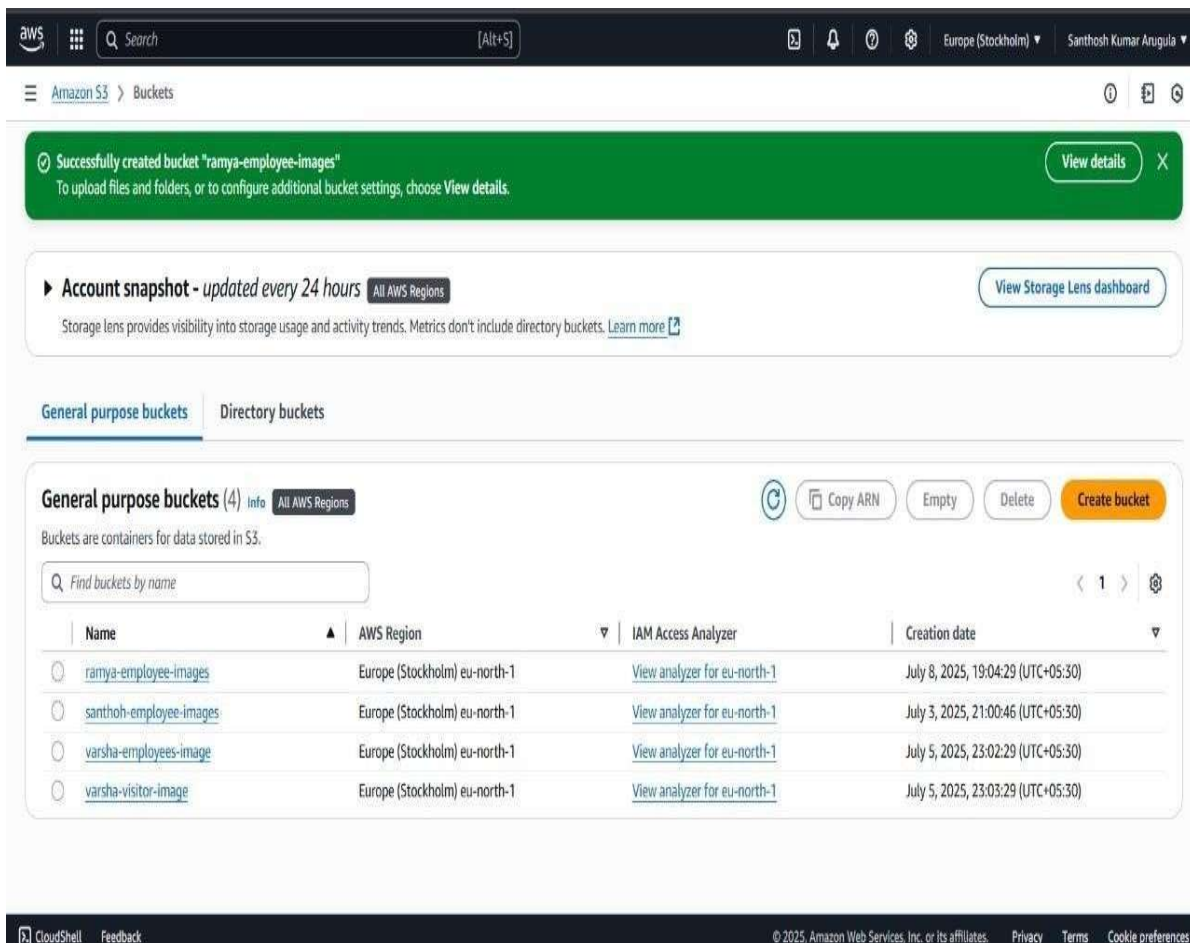 aws Search [Alt+S] Europe (Stockholm) Santhosh Kumar Arugula
Amazon S3 > Buckets
Successfully created bucket "ramya-employee-images"
To upload files and folders, or to configure additional bucket settings, choose View details.
View details
Account snapshot - updated every 24 hours All AWS Regions
View Storage Lens dashboard
Storage lens provides visibility into storage usage and activity trends. Metrics don't include directory buckets. Learn more
General purpose buckets Directory buckets
General purpose buckets (4) Info All AWS Regions
Copy ARN Empty Delete Create bucket
Buckets are containers for data stored in S3.
Find buckets by name
1
Name AWS Region IAM Access Analyzer Creation date
ramya-employee-images Europe (Stockholm) eu-north-1 View analyzer for eu-north-1 July 8, 2025, 19:04:29 (UTC+05:30)
santhoh-employee-images Europe (Stockholm) eu-north-1 View analyzer for eu-north-1 July 3, 2025, 21:00:46 (UTC+05:30)
varsha-employees-image Europe (Stockholm) eu-north-1 View analyzer for eu-north-1 July 5, 2025, 23:02:29 (UTC+05:30)
varsha-visitor-image Europe (Stockholm) eu-north-1 View analyzer for eu-north-1 July 5, 2025, 23:03:29 (UTC+05:30)
CloudShell Feedback © 2025, Amazon Web Services, Inc. or its affiliates. Privacy Terms Cookie preferences